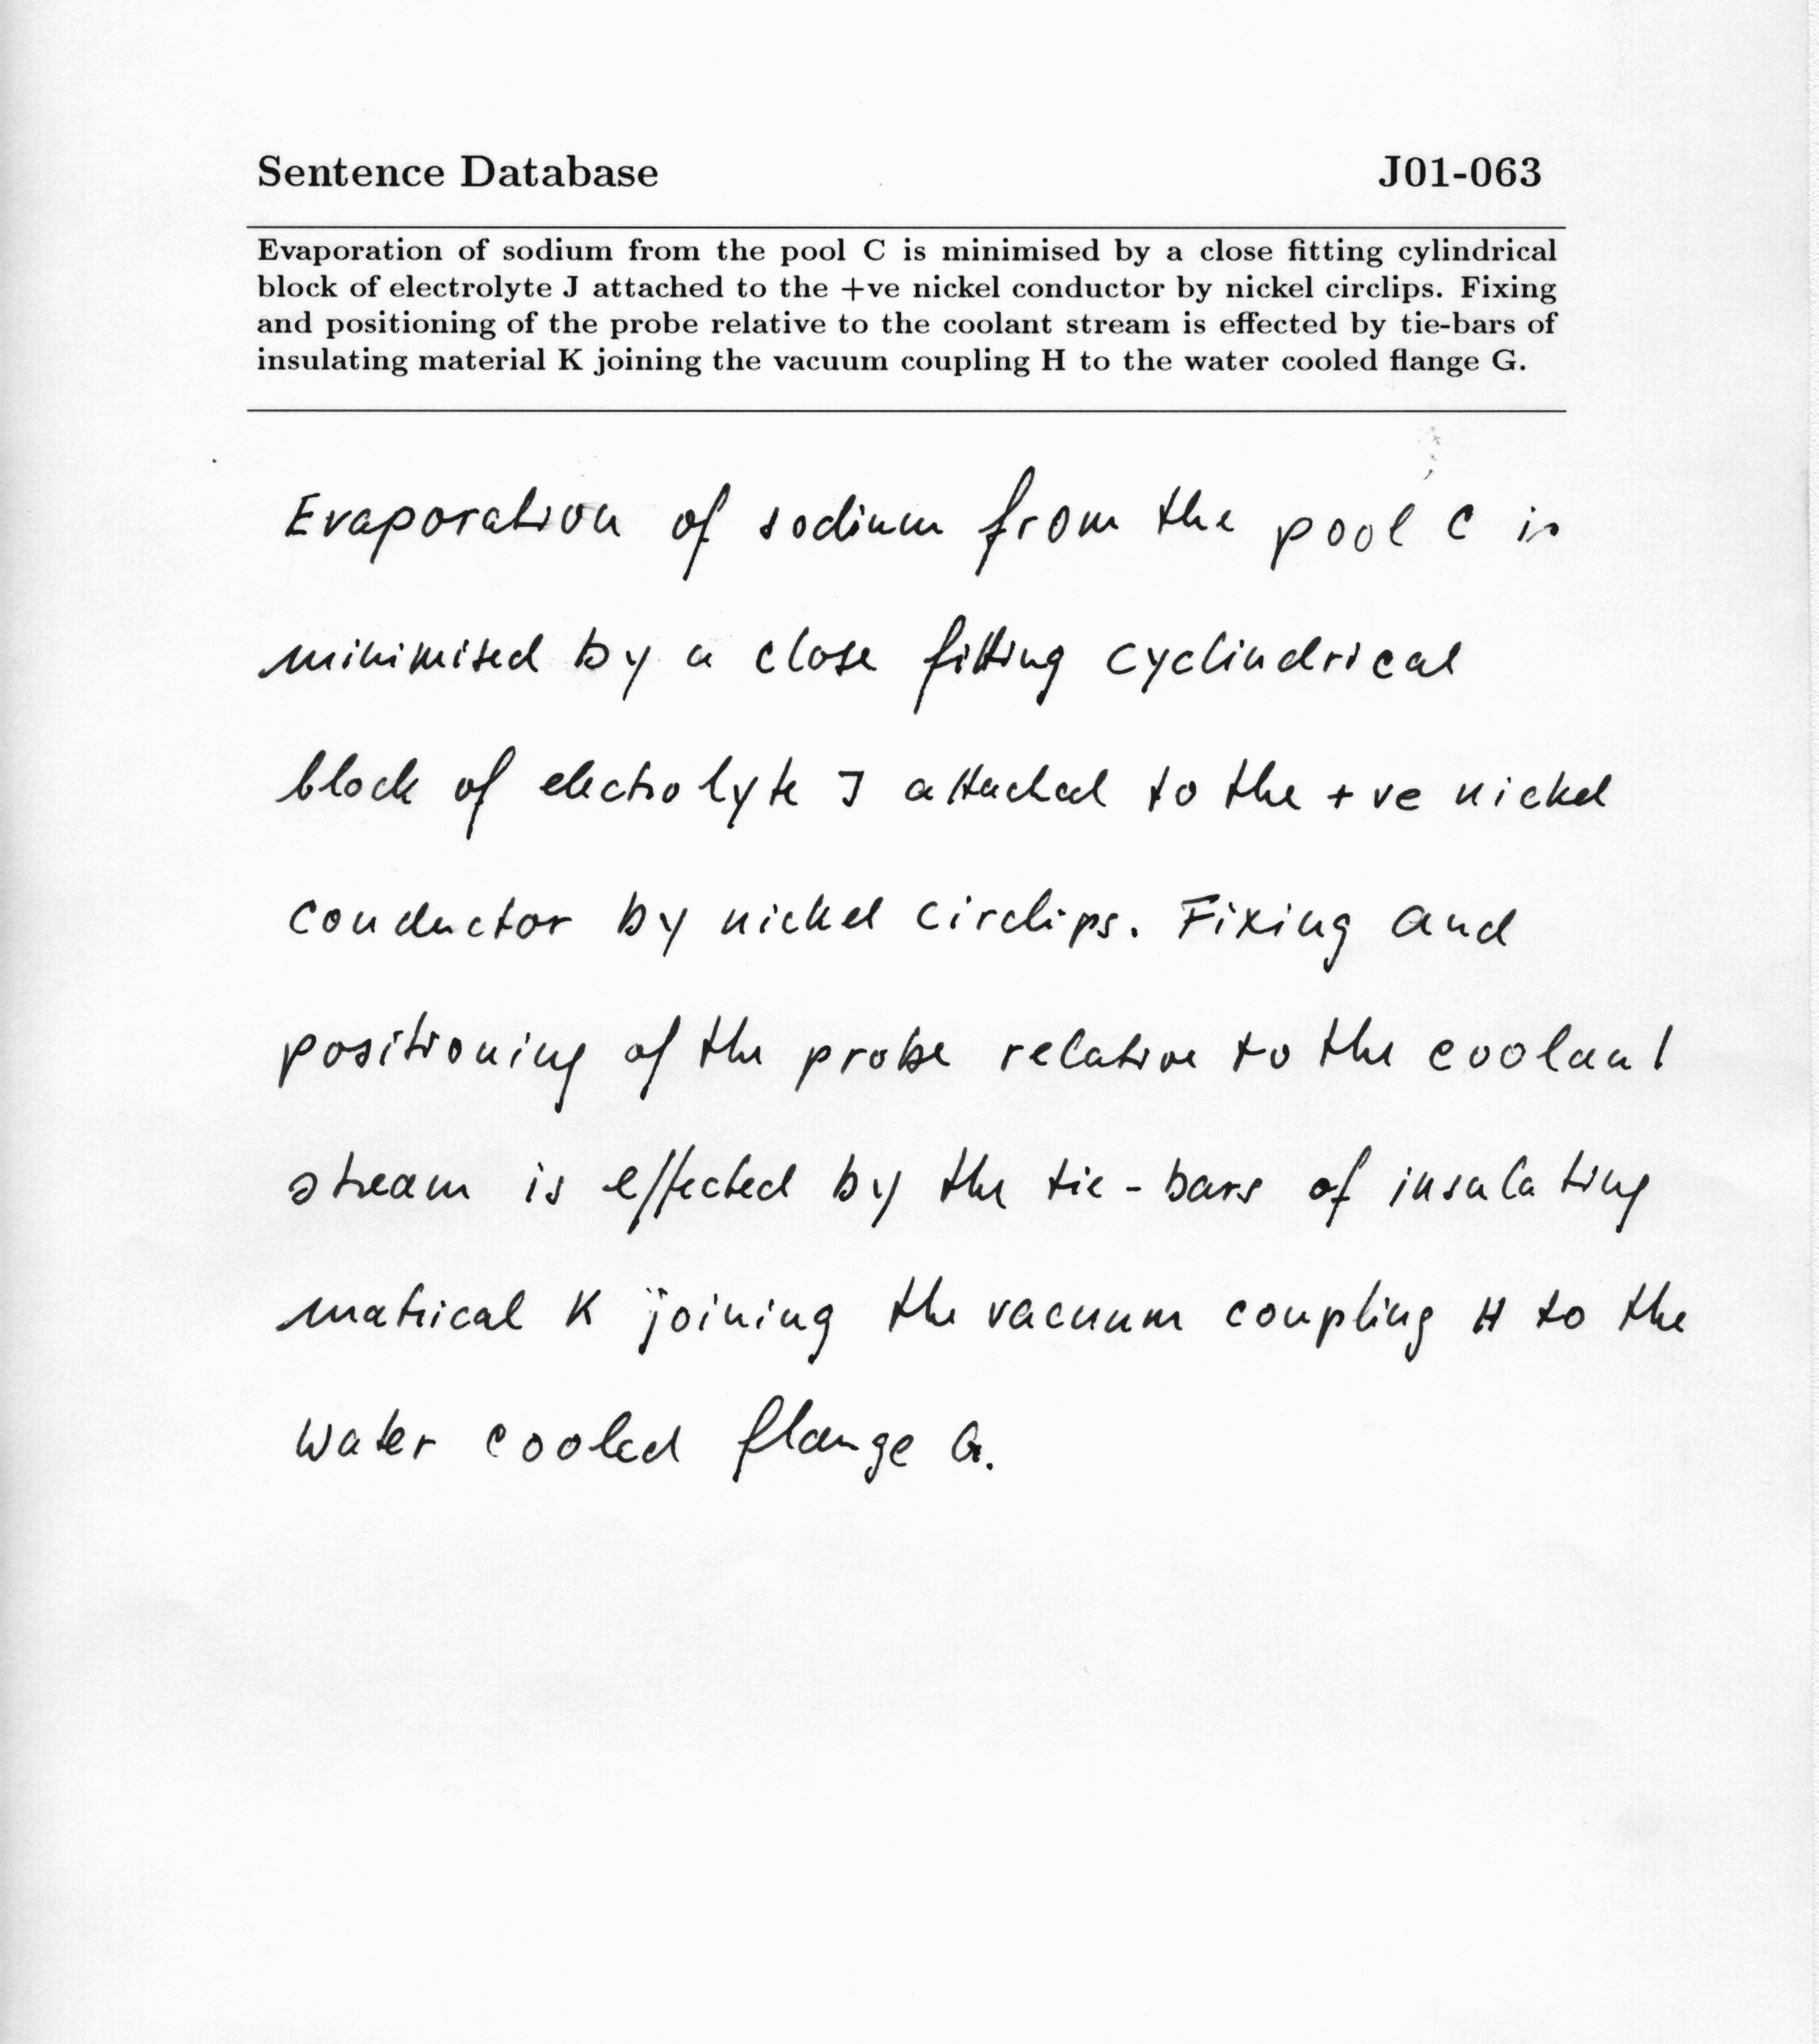 Sentence Database J01-063
Evaporation of sodium from the pool C is minimised by a close fitting cylindrical
block of electrolyte J attached to the +ve nickel conductor by nickel circlips. Fixing
and positioning of the probe relative to the coolant stream is effected by tie-bars of
insulating material K joining the vacuum coupling H to the water cooled flange G.
Evaporation of sodium from the pool C is
minimised by a close fitting cyclindrical
block of electrolyte J attached to the +ve nickel
conductor by nickel circlips. Fixing and
positioning of the probe relative to the coolant
stream is effected by the tie-bars of insulating
matrical K joining the vacuum coupling H to the
water cooled flange G.